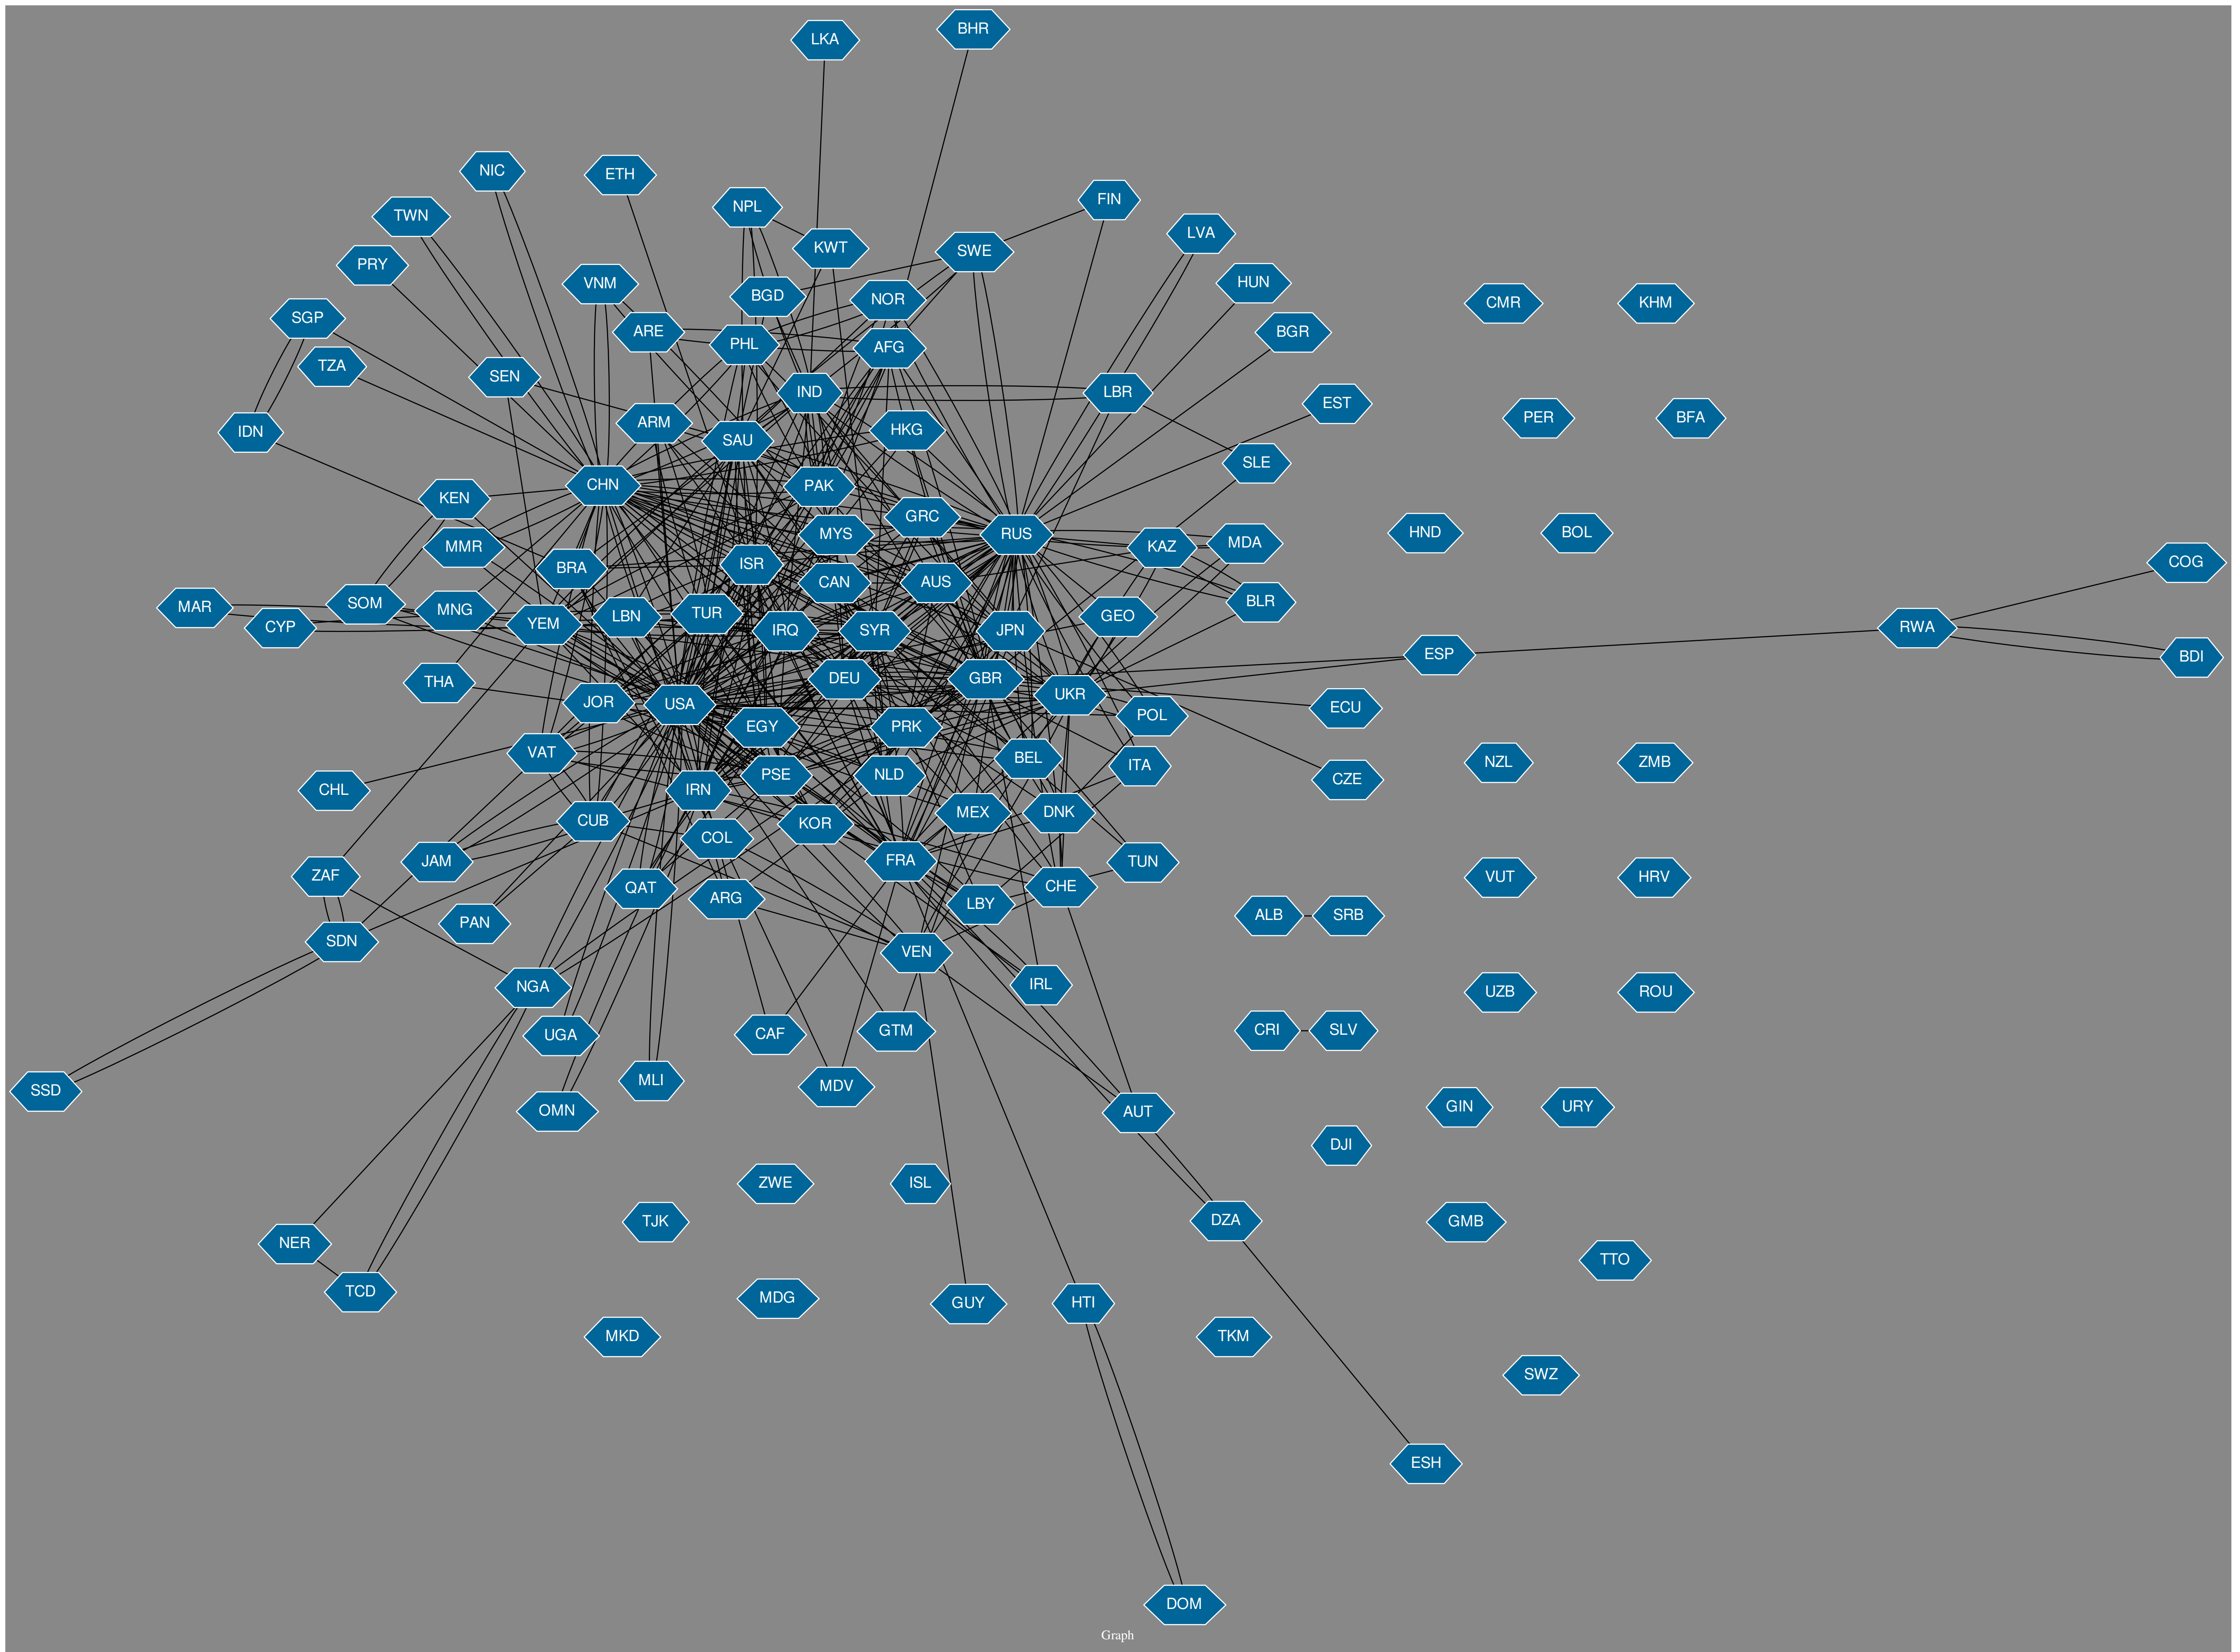 LKA
BHR
NIC
ETH
TWN
NPL
FIN
LVA
PRY
KWT
SWE
VNM
BGD
NOR
HUN
CMR
KHM
SGP
ARE
PHL
AFG
BGR
TZA
SEN
IND
LBR
EST
PER
BFA
IDN
ARM
SAU
HKG
SLE
KEN
CHN
PAK
GRC
RUS
HND
BOL
MMR
MYS
KAZ
MDA
COG
BRA
ISR
CAN
AUS
MAR
SOM
MNG
LBN
TUR
GEO
BLR
CYP
YEM
IRQ
SYR
JPN
RWA
ESP
BDI
THA
JOR
USA
DEU
GBR
UKR
ECU
POL
VAT
EGY
PRK
BEL
ITA
NZL
ZMB
CHL
IRN
PSE
NLD
CZE
CUB
COL
KOR
MEX
DNK
JAM
FRA
TUN
ZAF
QAT
ARG
LBY
CHE
VUT
HRV
PAN
ALB
SRB
SDN
VEN
NGA
IRL
UZB
ROU
UGA
CAF
GTM
CRI
SLV
SSD
MLI
MDV
OMN
AUT
GIN
URY
DJI
ZWE
ISL
TJK
DZA
GMB
NER
TTO
TCD
MDG
GUY
HTI
MKD
TKM
SWZ
ESH
DOM
Graph